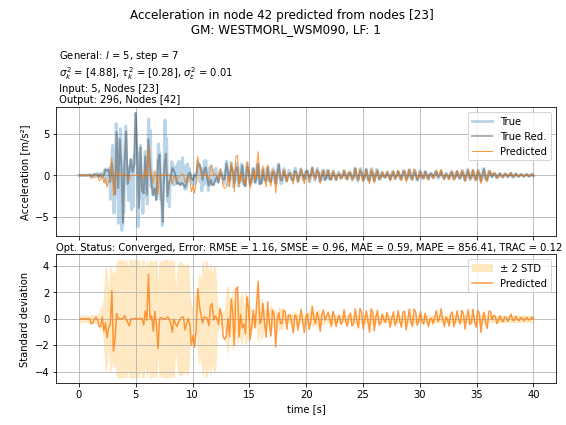 Acceleration in node 42 predicted from nodes [23]
GM: WESTMORL_WSM090, LF: 1
General: l = 5, step = 7
σ²ₖ = [4.88], τ²ₖ = [0.28], σ²ε = 0.01
Input: 5, Nodes [23]
Output: 296, Nodes [42]
True
True Red.
Predicted
5
0
−5
Acceleration [m/s²]
Opt. Status: Converged, Error: RMSE = 1.16, SMSE = 0.96, MAE = 0.59, MAPE = 856.41, TRAC = 0.12
± 2 STD
Predicted
4
2
0
−2
−4
Standard deviation
0 5 10 15 20 25 30 35 40
time [s]